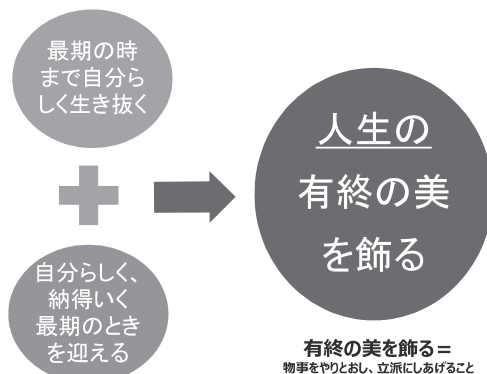 最期の時
まで自分ら
しく生き抜く
自分らしく、
納得いく
最期のとき
を迎える
人生の
有終の美
を飾る
有終の美を飾る＝
物事をやりとおし、立派にしあげること